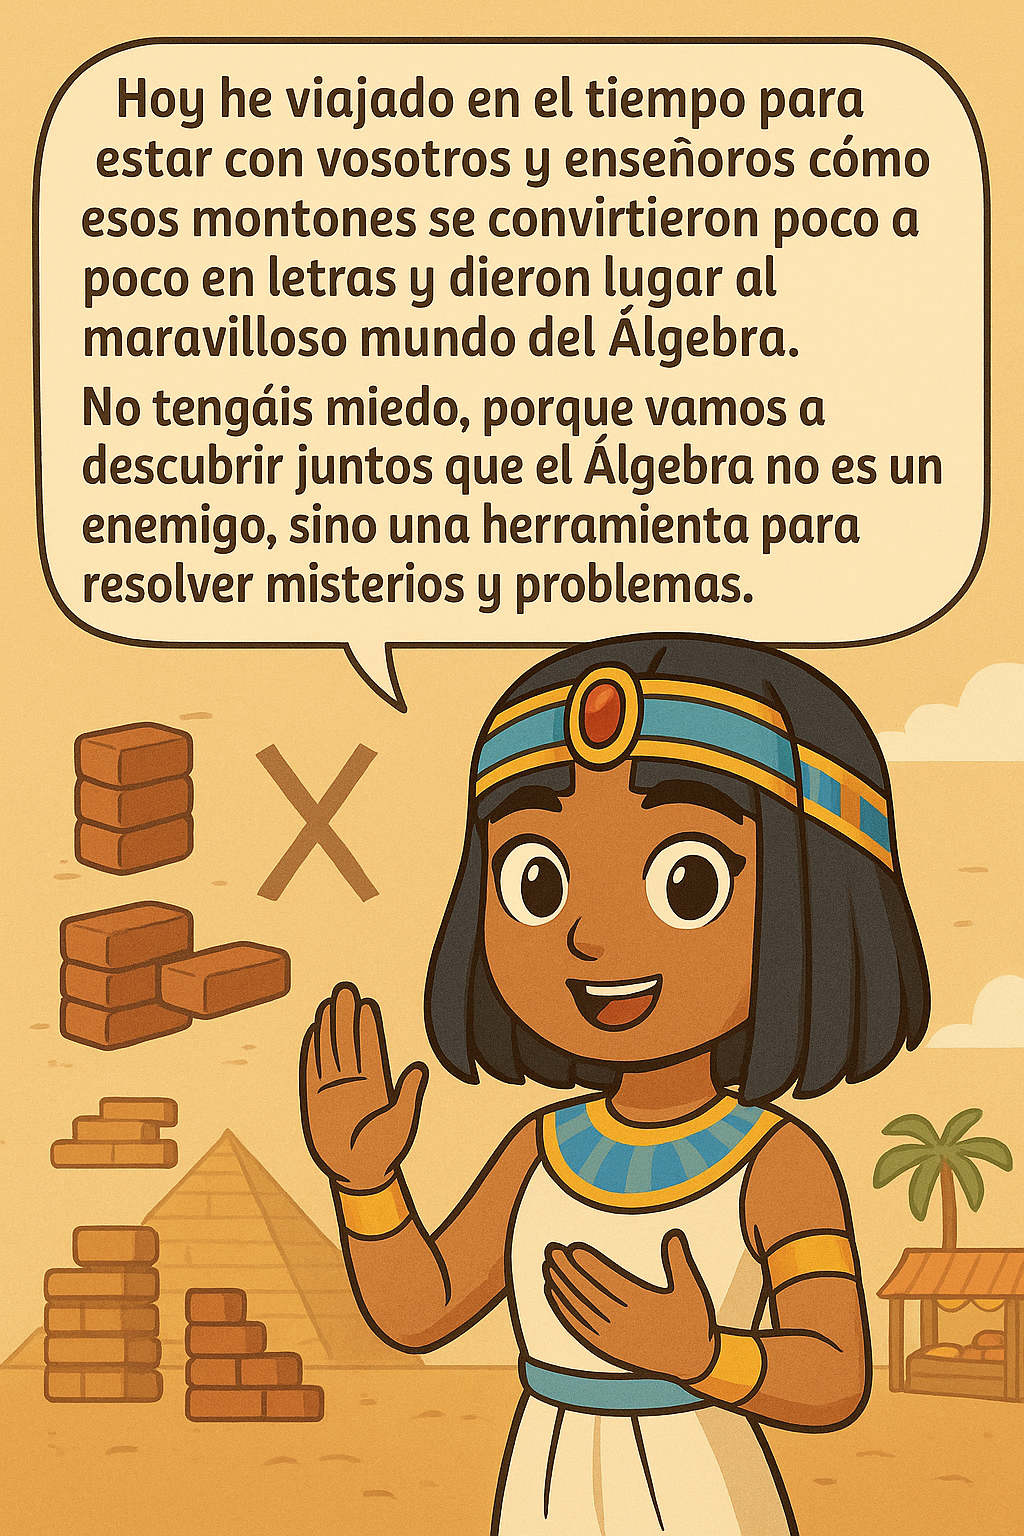 Hoy he viajado en el tiempo para
estar con vosotros y enseñoros cómo
esos montones se convirtieron poco a
poco en letras y dieron lugar al
maravilloso mundo del Álgebra.
No tengáis miedo, porque vamos a
descubrir juntos que el Álgebra no es un
enemigo, sino una herramienta para
resolver misterios y problemas.
X